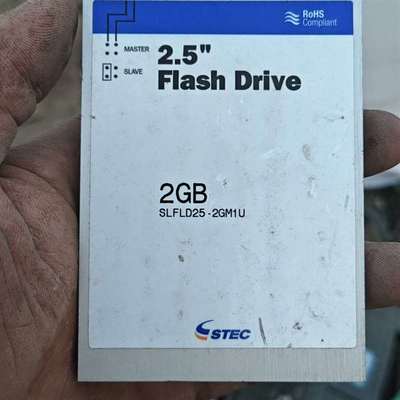 RoHS
Compliant
MASTER
SLAVE
2.5"
Flash Drive
2GB
SLFLD25-2GM1U
STEC